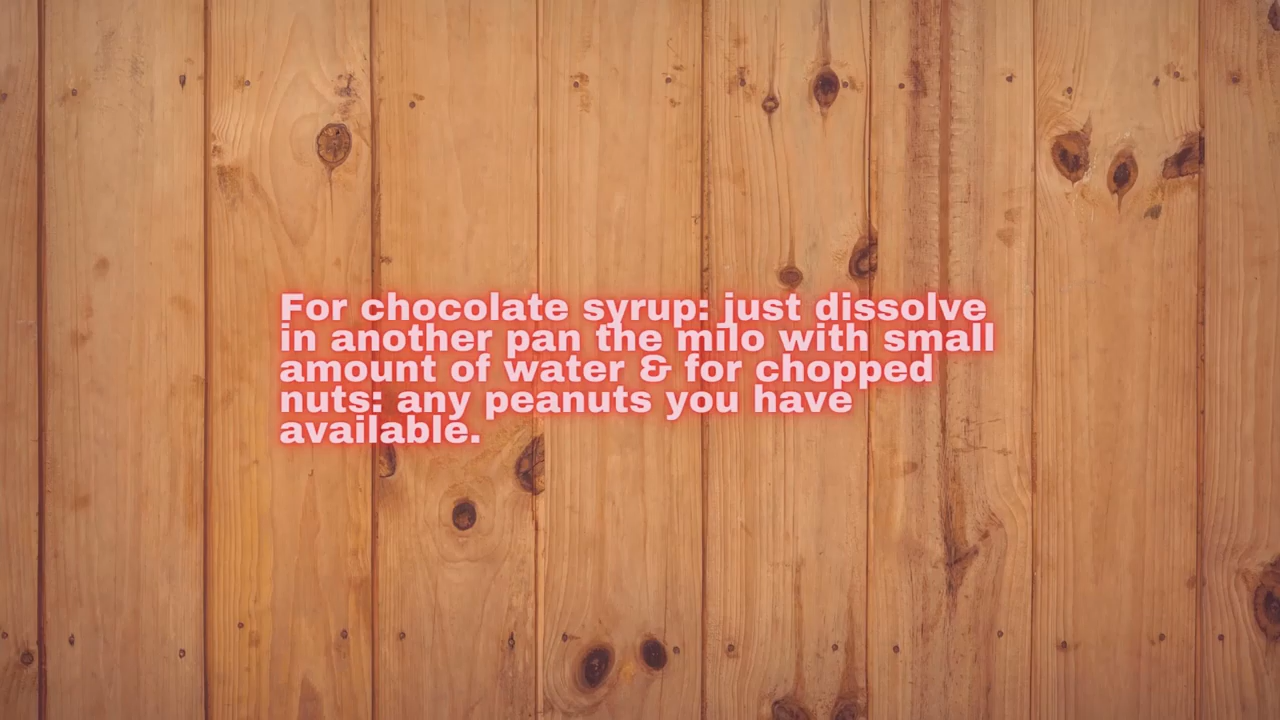 For chocolate syrup: just dissolve
in another pan the milo with small
amount of water & for chopped
nuts: any peanuts you have
available.